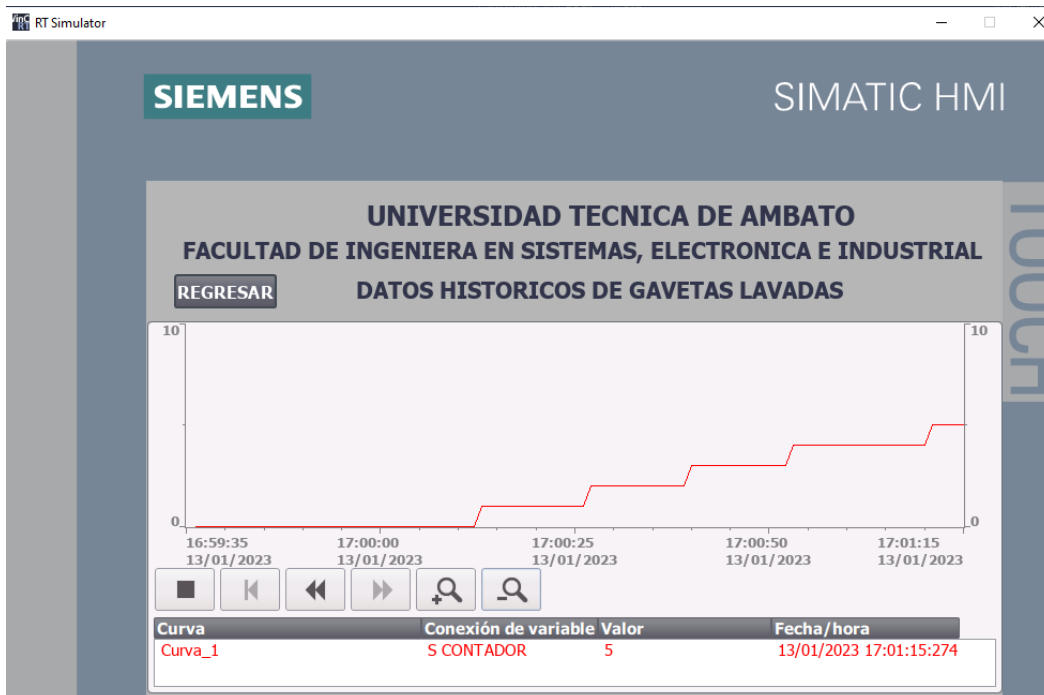 RT Simulator
SIEMENS
SIMATIC HMI
TOUCH
UNIVERSIDAD TECNICA DE AMBATO
FACULTAD DE INGENIERA EN SISTEMAS, ELECTRONICA E INDUSTRIAL
REGRESAR DATOS HISTORICOS DE GAVETAS LAVADAS
10 10
0 0
16:59:35 17:00:00 17:00:25 17:00:50 17:01:15
13/01/2023 13/01/2023 13/01/2023 13/01/2023 13/01/2023
Curva Conexión de variable Valor Fecha/hora
Curva_1 S CONTADOR 5 13/01/2023 17:01:15:274